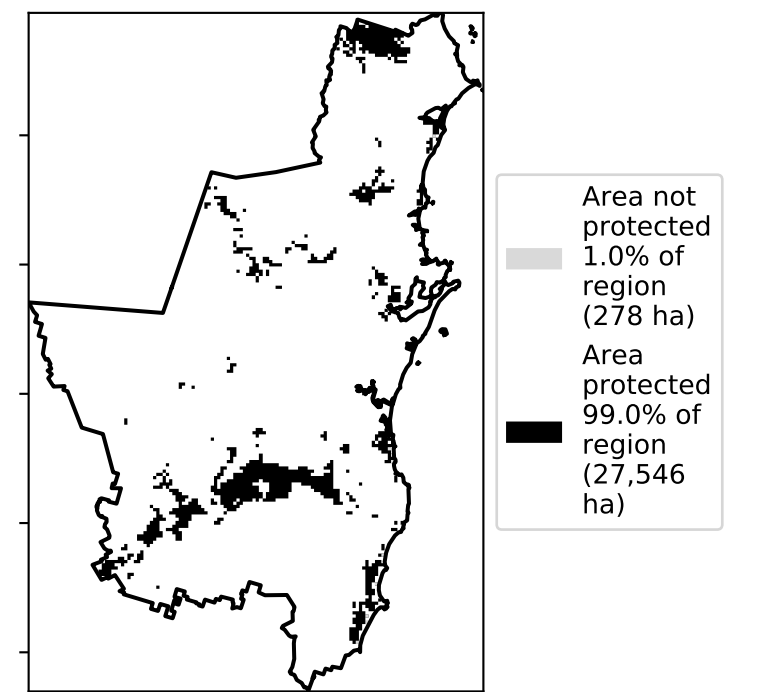 Area not
protected
1.0% of
region
(278 ha)
Area
protected
99.0% of
region
(27,546
ha)